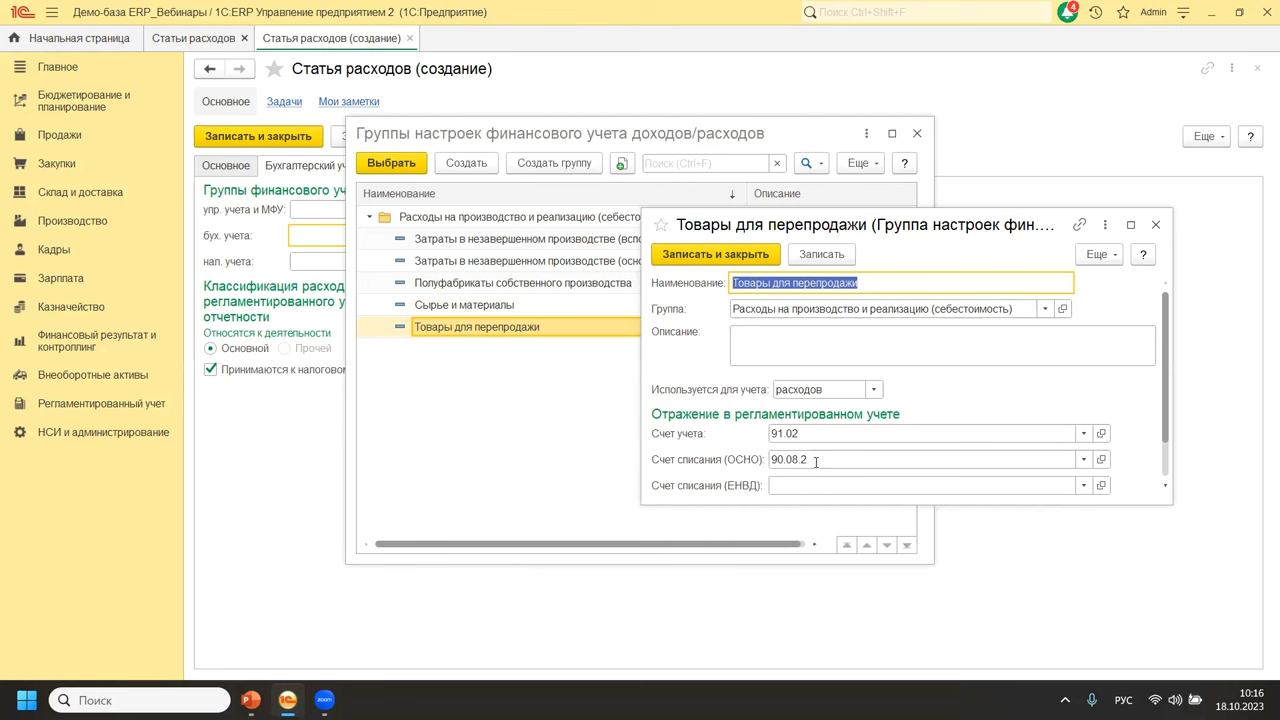 Демо-база ERP_Вебинары / 1С:ERP Управление предприятием 2 (1С:Предприятие)
Поиск Ctrl+Shift+F
4
Admin
Начальная страница
Статьи расходов ×
Статья расходов (создание) ×
Главное
Бюджетирование и
планирование
Продажи
Закупки
Склад и доставка
Производство
Кадры
Зарплата
Казначейство
Финансовый результат и
контроллинг
Внеоборотные активы
Регламентированный учет
НСИ и администрирование
Статья расходов (создание)
Основное Задачи Мои заметки
Записать и закрыть
Еще
?
Основное Бухгалтерский уч
Группы финансового уч
упр. учета и МФУ:
бух. учета:
нал. учета:
Классификация расход
регламентированного у
отчетности
Относятся к деятельности
Основной Прочей
Принимаются к налогово
Группы настроек финансового учета доходов/расходов
Выбрать Создать Создать группу Поиск (Ctrl+F) × Еще ?
Наименование ↓ Описание
Расходы на производство и реализацию (себесто
Затраты в незавершенном производстве (вспо
Затраты в незавершенном производстве (осно
Полуфабрикаты собственного производства
Сырье и материалы
Товары для перепродажи
Товары для перепродажи (Группа настроек фин....
Записать и закрыть Записать Еще ?
Наименование: Товары для перепродажи
Группа: Расходы на производство и реализацию (себестоимость)
Описание:
Используется для учета: расходов
Отражение в регламентированном учете
Счет учета: 91.02
Счет списания (ОСНО): 90.08.2
Счет списания (ЕНВД):
Поиск
zoom
РУС
10:16
18.10.2023